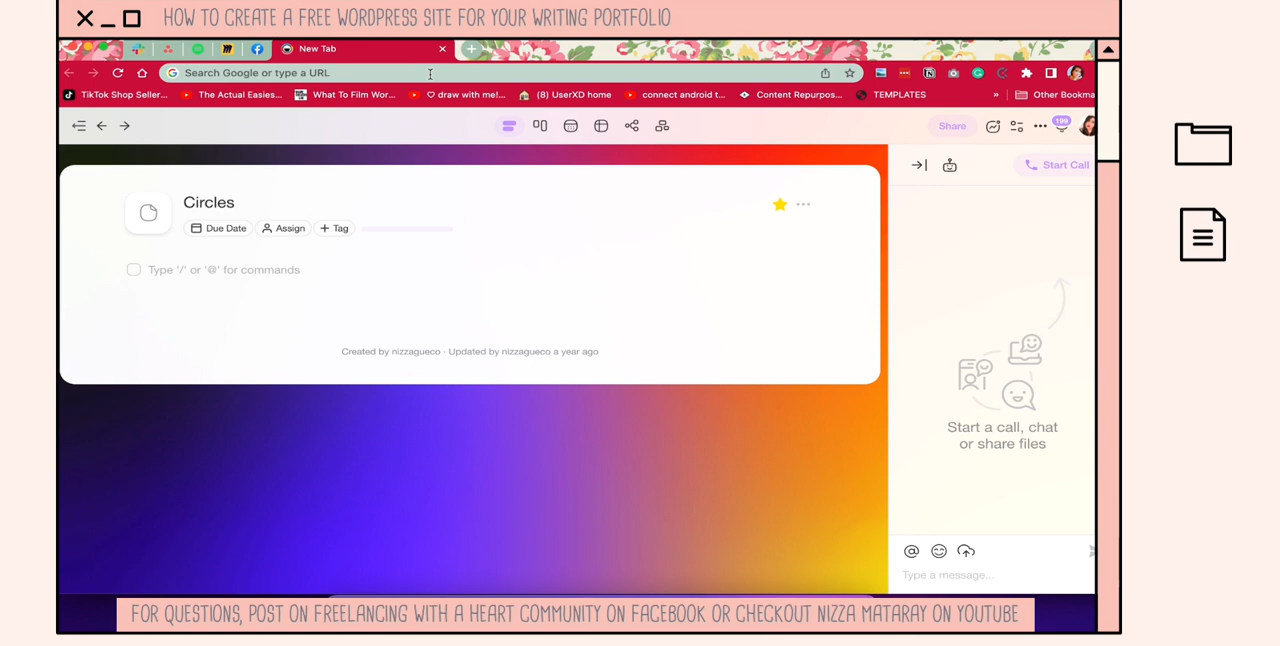 HOW TO CREATE A FREE WORDPRESS SITE FOR YOUR WRITING PORTFOLIO
New Tab
Search Google or type a URL
TikTok Shop Seller... The Actual Easies... What To Film Wor... ♡ draw with me!... (8) UserXD home connect android t... Content Repurpos... TEMPLATES » Other Bookma
Share 199
Start Call
Circles
Due Date Assign + Tag
Type '/' or '@' for commands
Created by nizzagueco · Updated by nizzagueco a year ago
Start a call, chat
or share files
Type a message...
FOR QUESTIONS, POST ON FREELANCING WITH A HEART COMMUNITY ON FACEBOOK OR CHECKOUT NIZZA MATARAY ON YOUTUBE